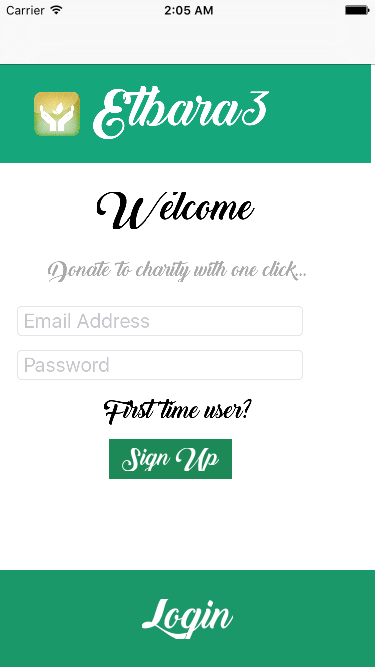 Carrier 2:05 AM
Etbara3
Welcome
Donate to charity with one click...
Email Address
Password
First time user?
Sign Up
Login